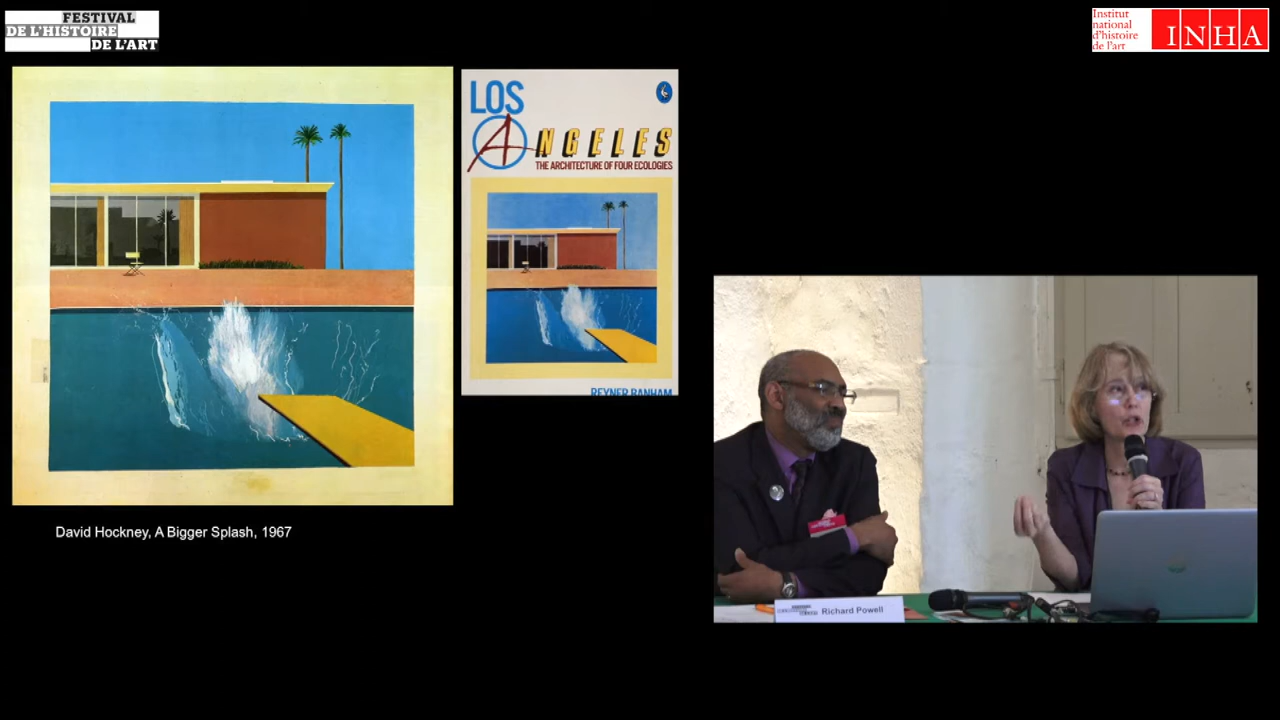 FESTIVAL
DE L'HISTOIRE
DE L'ART
Institut
national
d'histoire
de l'art
INHA
LOS
ANGELES
THE ARCHITECTURE OF FOUR ECOLOGIES
REYNER BANHAM
David Hockney, A Bigger Splash, 1967
Richard Powell